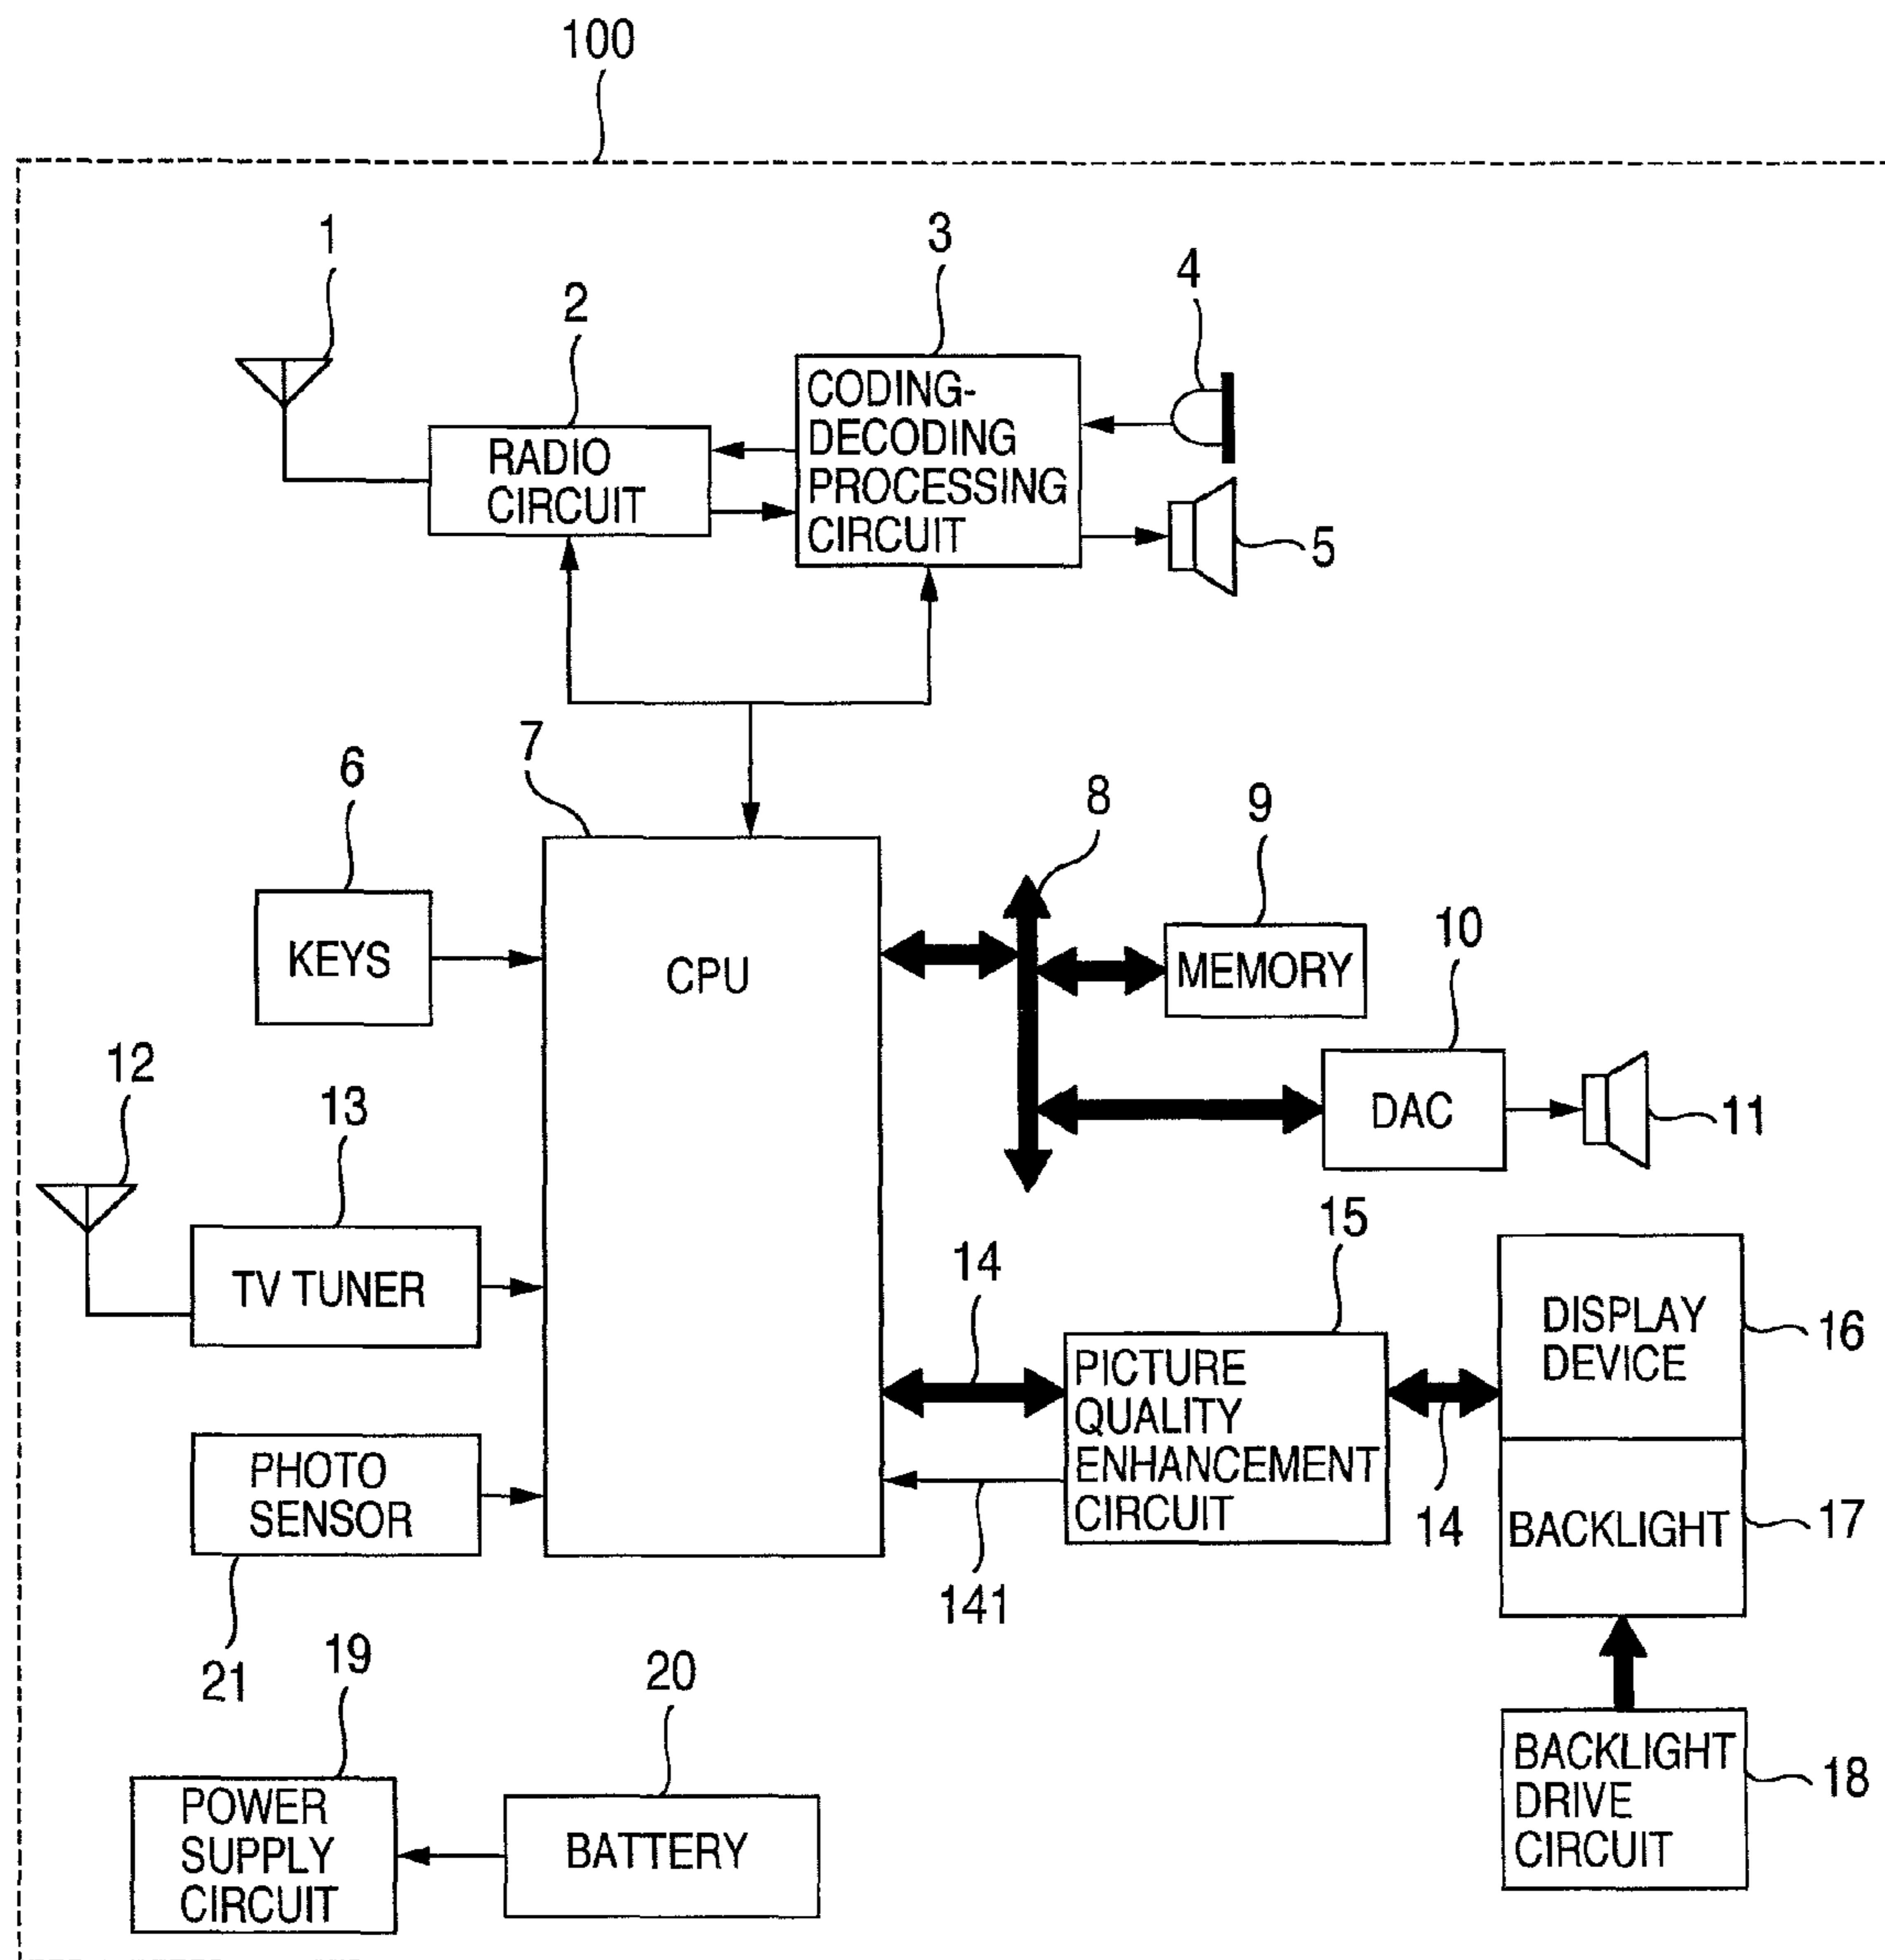 100
1
2
3
4
RADIO
CIRCUIT
CODING-
DECODING
PROCESSING
CIRCUIT
5
6
7
8
9
10
KEYS
CPU
MEMORY
DAC
11
12
13
TV TUNER
14
15
PICTURE
QUALITY
ENHANCEMENT
CIRCUIT
DISPLAY
DEVICE
16
14
BACKLIGHT
17
PHOTO
SENSOR
21
141
19
20
POWER
SUPPLY
CIRCUIT
BATTERY
BACKLIGHT
DRIVE
CIRCUIT
18